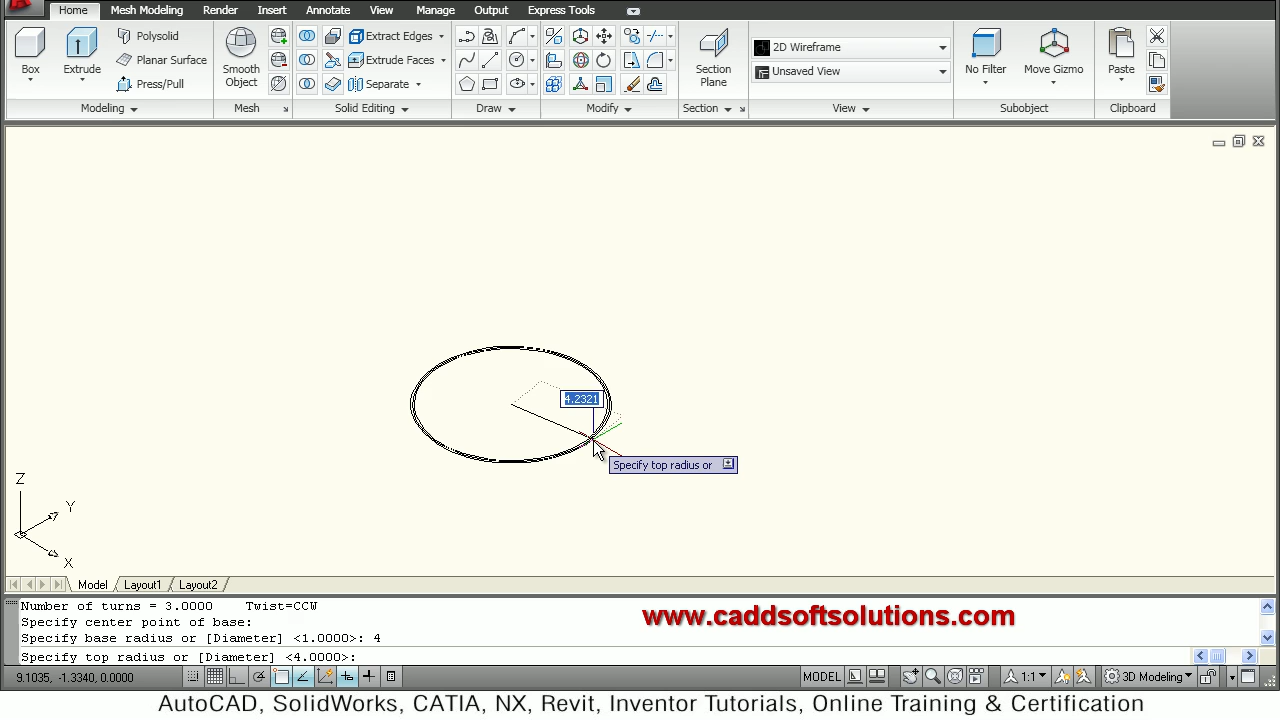 Home Mesh Modeling Render Insert Annotate View Manage Output Express Tools
Polysolid Extract Edges 2D Wireframe
Planar Surface Extrude Faces
Box Extrude Smooth Object Section Plane Unsaved View No Filter Move Gizmo Paste
Press/Pull Separate
Modeling Mesh Solid Editing Draw Modify Section View Subobject Clipboard
4.2321
Specify top radius or
Z
Y
X
Model Layout1 Layout2
Number of turns = 3.0000 Twist=CCW
www.caddsoftsolutions.com
Specify center point of base:
Specify base radius or [Diameter] <1.0000>: 4
Specify top radius or [Diameter] <4.0000>:
9.1035, -1.3340, 0.0000 MODEL 1:1 3D Modeling
AutoCAD, SolidWorks, CATIA, NX, Revit, Inventor Tutorials, Online Training & Certification